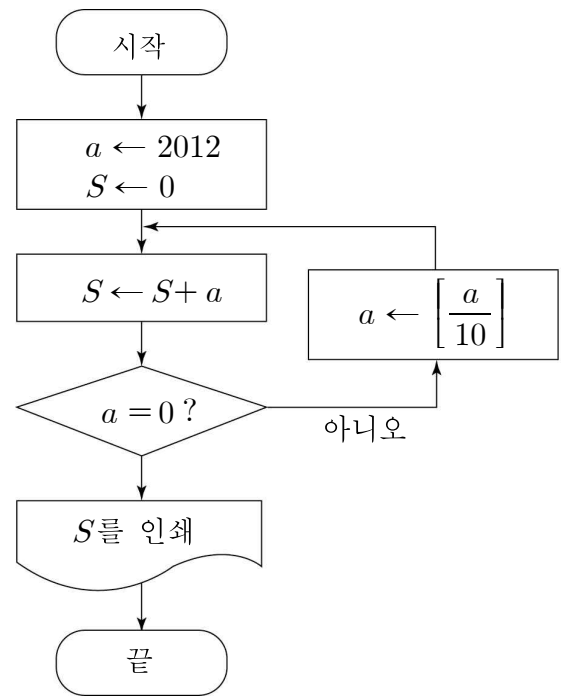 시작
a ← 2012
S ← 0
S ← S + a
a ← [a/10]
a = 0 ?
아니오
S를 인쇄
끝